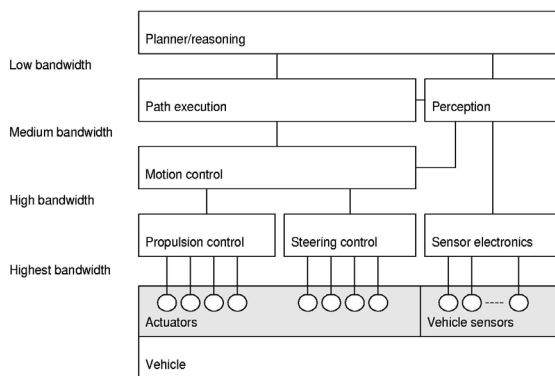 Planner/reasoning
Low bandwidth
Path execution
Perception
Medium bandwidth
Motion control
High bandwidth
Propulsion control
Steering control
Sensor electronics
Highest bandwidth
Actuators
Vehicle sensors
Vehicle